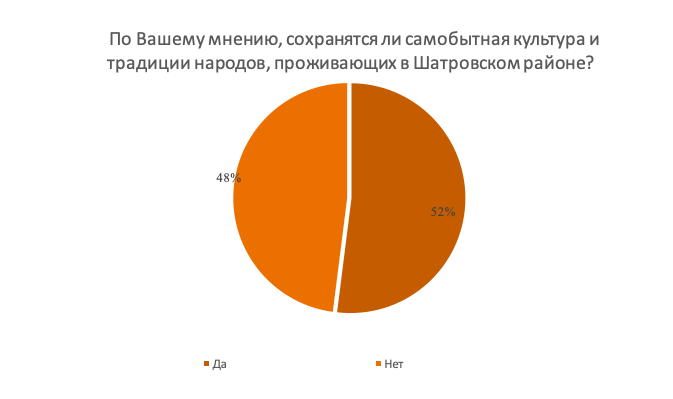 По Вашему мнению, сохранятся ли самобытная культура и
традиции народов, проживающих в Шатровском районе?
48%
52%
Да
Нет